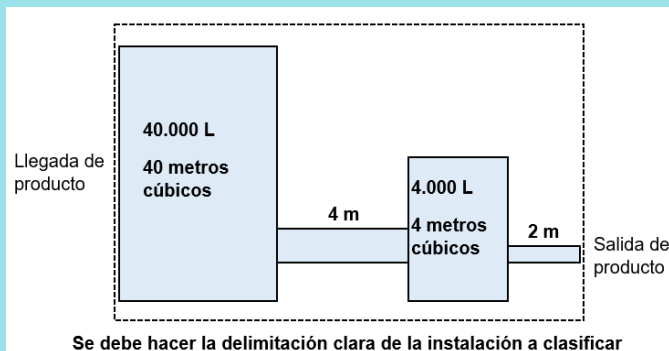 40.000 L
40 metros
cúbicos
Llegada de
producto
4 m
4.000 L
4 metros
cúbicos
2 m
Salida de
producto
Se debe hacer la delimitación clara de la instalación a clasificar